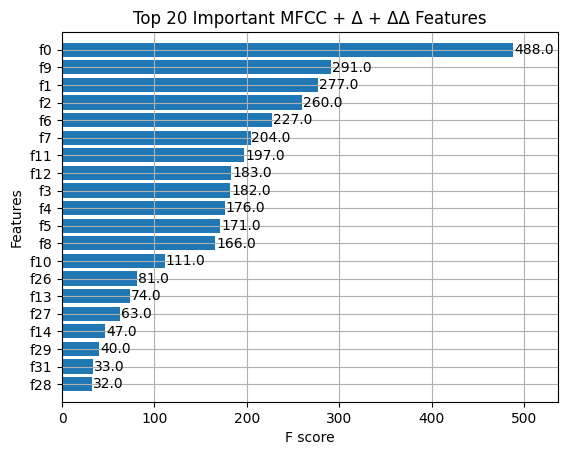 Top 20 Important MFCC + Δ + ΔΔ Features
Features
f0 488.0
f9 291.0
f1 277.0
f2 260.0
f6 227.0
f7 204.0
f11 197.0
f12 183.0
f3 182.0
f4 176.0
f5 171.0
f8 166.0
f10 111.0
f26 81.0
f13 74.0
f27 63.0
f14 47.0
f29 40.0
f31 33.0
f28 32.0
0 100 200 300 400 500
F score